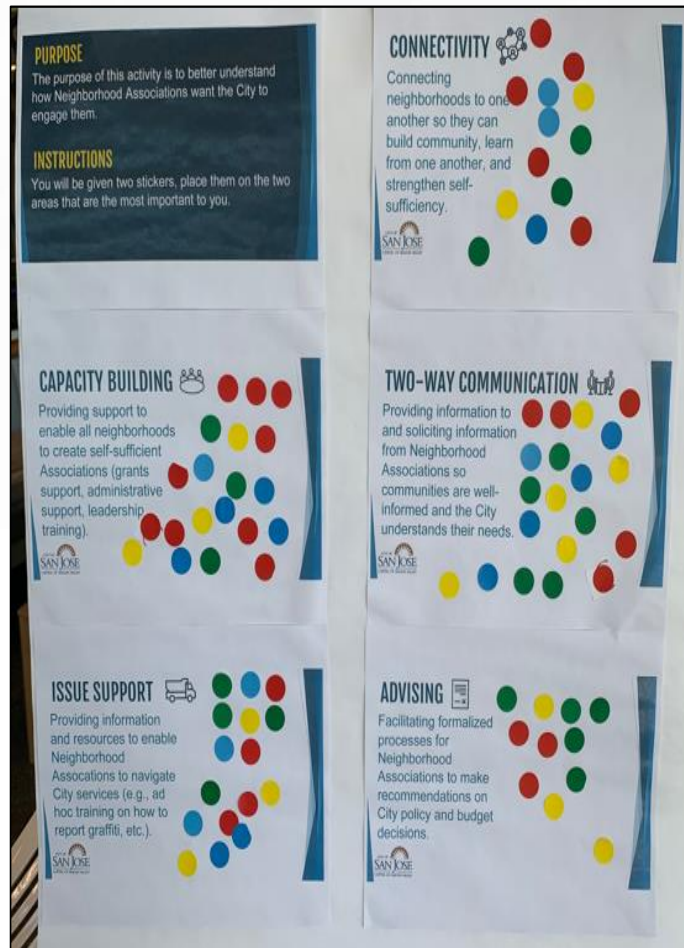 PURPOSE
The purpose of this activity is to better understand
how Neighborhood Associations want the City to
engage them.
INSTRUCTIONS
You will be given two stickers, place them on the two
areas that are the most important to you.
CONNECTIVITY
Connecting
neighborhoods to one
another so they can
build community, learn
from one another, and
strengthen self-
sufficiency.
SAN JOSE
CAPACITY BUILDING
Providing support to
enable all neighborhoods
to create self-sufficient
Associations (grants
support, administrative
support, leadership
training).
SAN JOSE
TWO-WAY COMMUNICATION
Providing information to
and soliciting information
from Neighborhood
Associations so
communities are well-
informed and the City
understands their needs.
SAN JOSE
ISSUE SUPPORT
Providing information
and resources to enable
Neighborhood
Assocations to navigate
City services (e.g., ad
hoc training on how to
report graffiti, etc.).
SAN JOSE
ADVISING
Facilitating formalized
processes for
Neighborhood
Associations to make
recommendations on
City policy and budget
decisions.
SAN JOSE